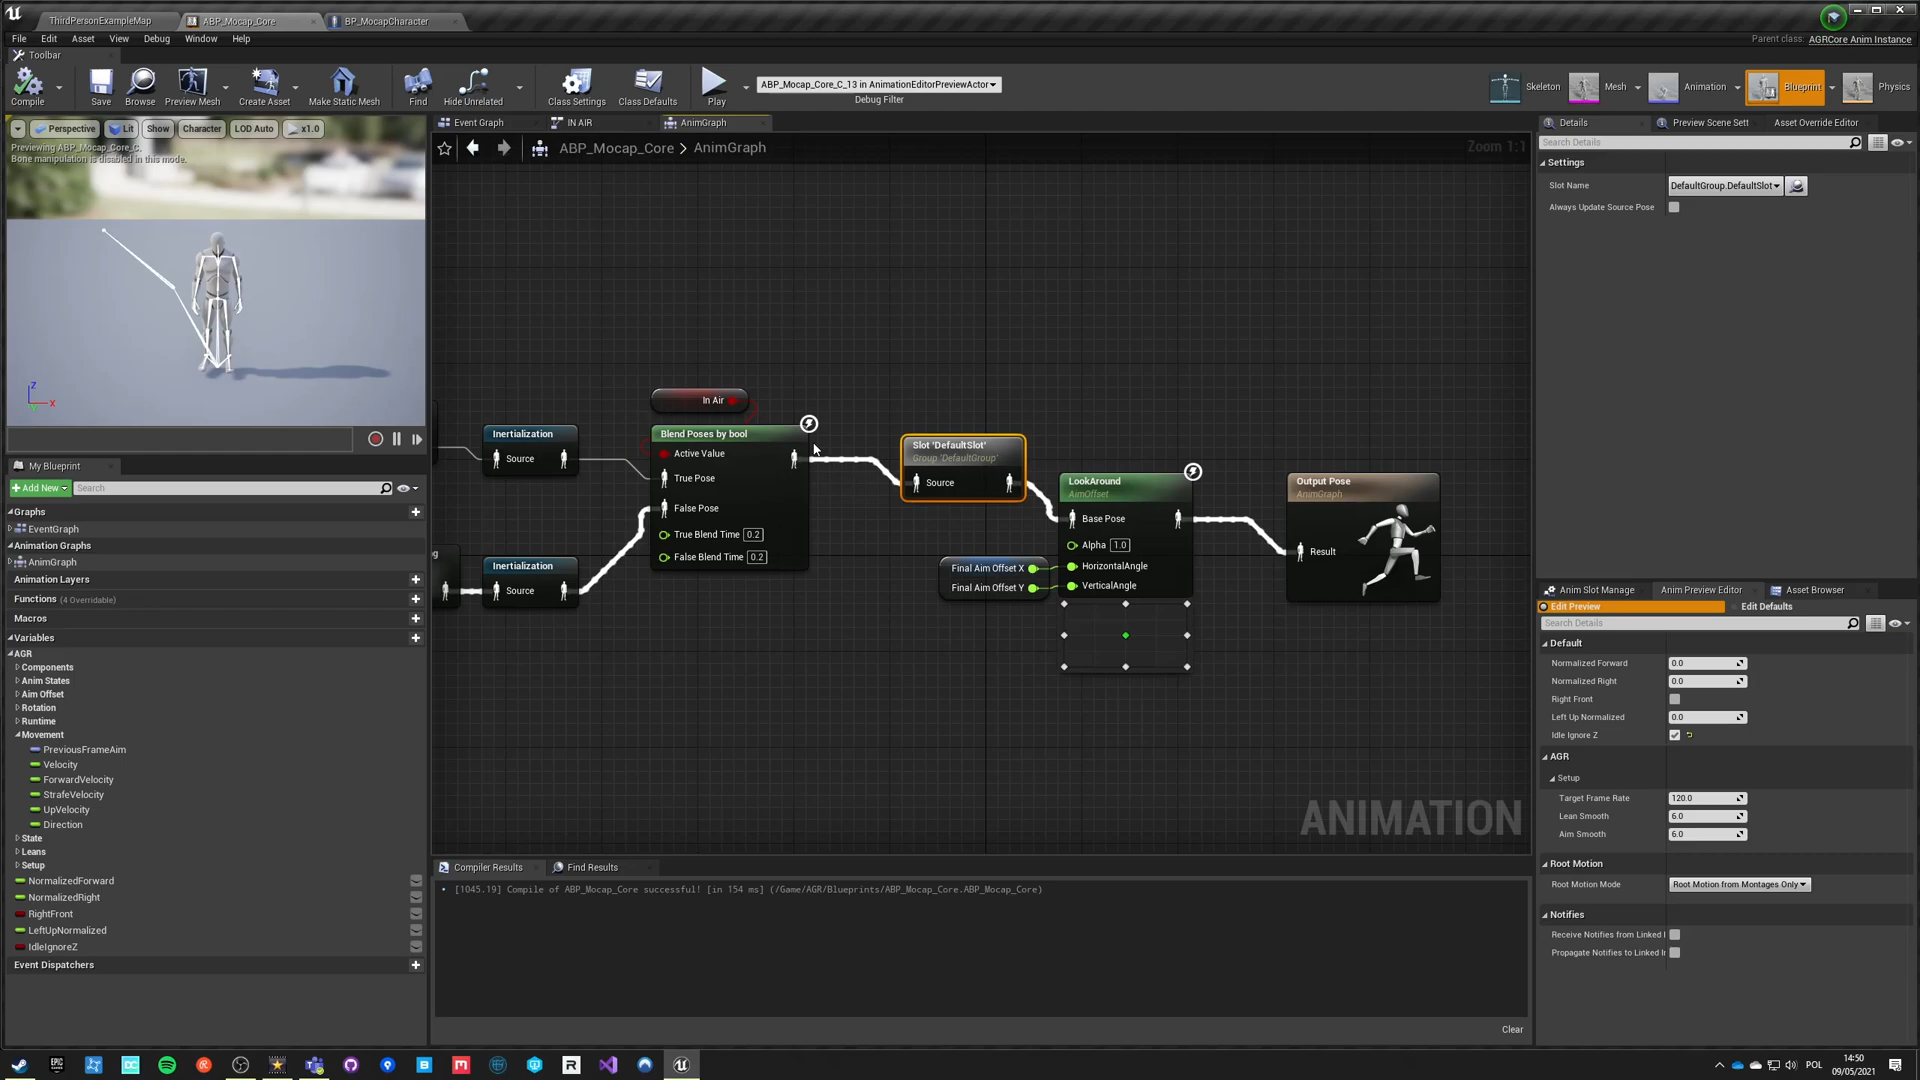 ThirdPersonExampleMap
ABP_Mocap_Core
BP_MocapCharacter
File Edit Asset View Window Debug Help
Parent class: AGRCore Anim Instance
Toolbar
Compile
Save
Browse
Preview Mesh
Create Asset
Make Static Mesh
Find
Hide Unrelated
Class Settings
Class Defaults
Play
ABP_Mocap_Core_C_13 in AnimationEditorPreviewActor
Debug Filter
Skeleton
Mesh
Animation
Blueprint
Physics
Perspective
Lit
Show
Character
LOD Auto
x1.0
Previewing ABP_Mocap_Core_C.
Bone manipulation is disabled in this mode.
Z
X
My Blueprint
Add New
Search
Graphs
EventGraph
Animation Graphs
AnimGraph
Animation Layers
Functions (4 Overridable)
Macros
Variables
AGR
Components
Anim States
Aim Offset
Rotation
Runtime
Movement
PreviousFrameAim
Velocity
ForwardVelocity
StrafeVelocity
UpVelocity
Direction
State
Leans
Setup
NormalizedForward
NormalizedRight
RightFront
LeftUpNormalized
IdleIgnoreZ
Event Dispatchers
Event Graph
IN AIR
AnimGraph
ABP_Mocap_Core > AnimGraph
Zoom 1:1
Inertialization
Source
Inertialization
Source
In Air
Blend Poses by bool
Active Value
True Pose
False Pose
True Blend Time 0.2
False Blend Time 0.2
Slot 'DefaultSlot'
Group 'DefaultGroup'
Source
Final Aim Offset X
Final Aim Offset Y
LookAround
AimOffset
Base Pose
Alpha 1.0
HorizontalAngle
VerticalAngle
Output Pose
AnimGraph
Result
ANIMATION
Compiler Results
Find Results
[1045.19] Compile of ABP_Mocap_Core successful! [in 154 ms] (/Game/AGR/Blueprints/ABP_Mocap_Core.ABP_Mocap_Core)
Clear
Details
Preview Scene Sett
Asset Override Editor
Search Details
Settings
Slot Name DefaultGroup.DefaultSlot
Always Update Source Pose
Anim Slot Manage
Anim Preview Editor
Asset Browser
Edit Preview
Edit Defaults
Search Details
Default
Normalized Forward 0.0
Normalized Right 0.0
Right Front
Left Up Normalized 0.0
Idle Ignore Z
AGR
Setup
Target Frame Rate 120.0
Lean Smooth 6.0
Aim Smooth 6.0
Root Motion
Root Motion Mode Root Motion from Montages Only
Notifies
Receive Notifies from Linked
Propagate Notifies to Linked
POL
14:50
09/05/2021